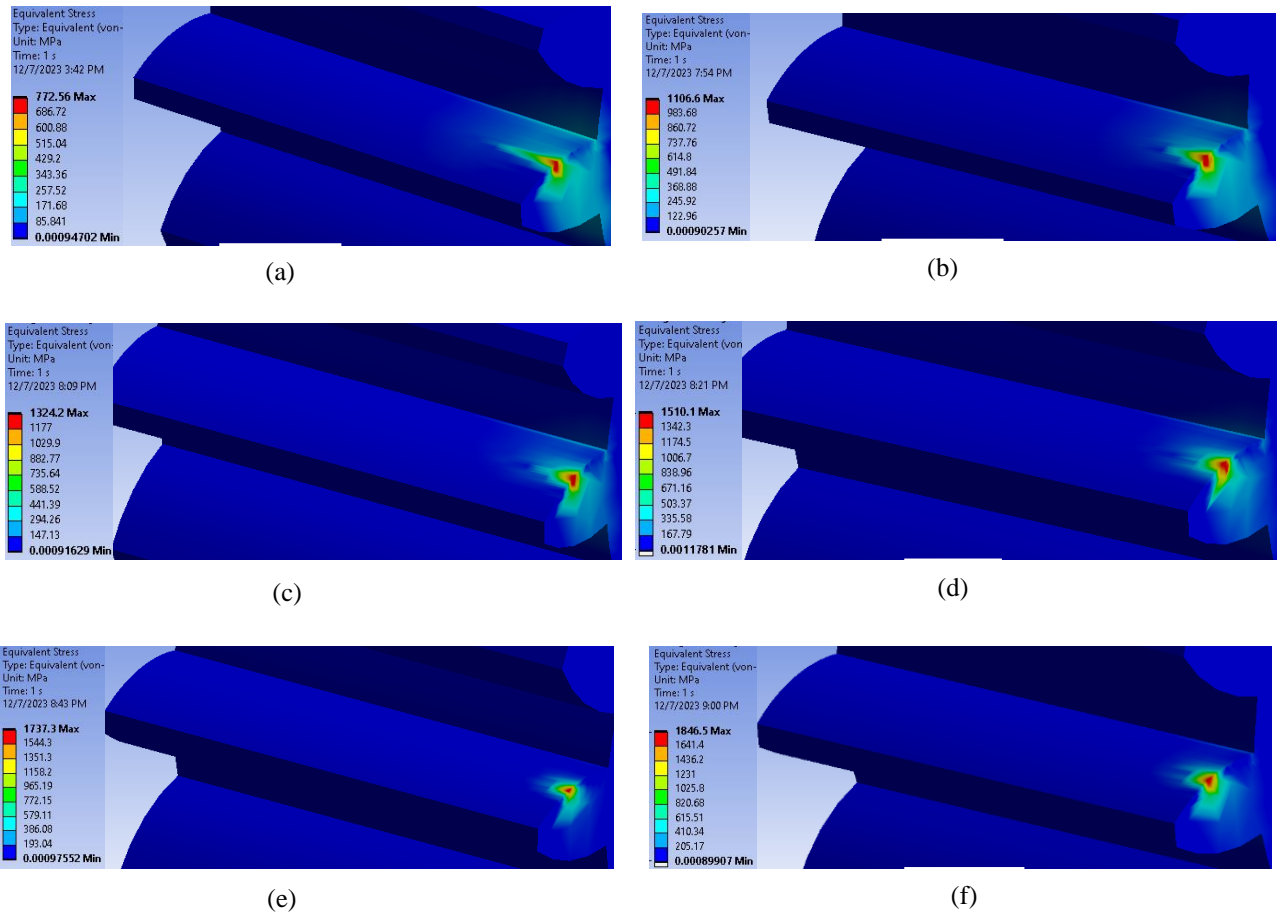 Equivalent Stress
Type: Equivalent (von-
Unit: MPa
Time: 1 s
12/7/2023 3:42 PM
772.56 Max
686.72
600.88
515.04
429.2
343.36
257.52
171.68
85.841
0.00094702 Min
(a)
Equivalent Stress
Type: Equivalent (von-
Unit: MPa
Time: 1 s
12/7/2023 7:54 PM
1106.6 Max
983.68
860.72
737.76
614.8
491.84
368.88
245.92
122.96
0.00090257 Min
(b)
Equivalent Stress
Type: Equivalent (von-
Unit: MPa
Time: 1 s
12/7/2023 8:09 PM
1324.2 Max
1177
1029.9
882.77
735.64
588.52
441.39
294.26
147.13
0.00091629 Min
(c)
Equivalent Stress
Type: Equivalent (von
Unit: MPa
Time: 1 s
12/7/2023 8:21 PM
1510.1 Max
1342.3
1174.5
1006.7
838.96
671.16
503.37
335.58
167.79
0.0011781 Min
(d)
Equivalent Stress
Type: Equivalent (von-
Unit: MPa
Time: 1 s
12/7/2023 8:43 PM
1737.3 Max
1544.3
1351.3
1158.2
965.19
772.15
579.11
386.08
193.04
0.00097552 Min
(e)
Equivalent Stress
Type: Equivalent (von-
Unit: MPa
Time: 1 s
12/7/2023 9:00 PM
1846.5 Max
1641.4
1436.2
1231
1025.8
820.68
615.51
410.34
205.17
0.00089907 Min
(f)